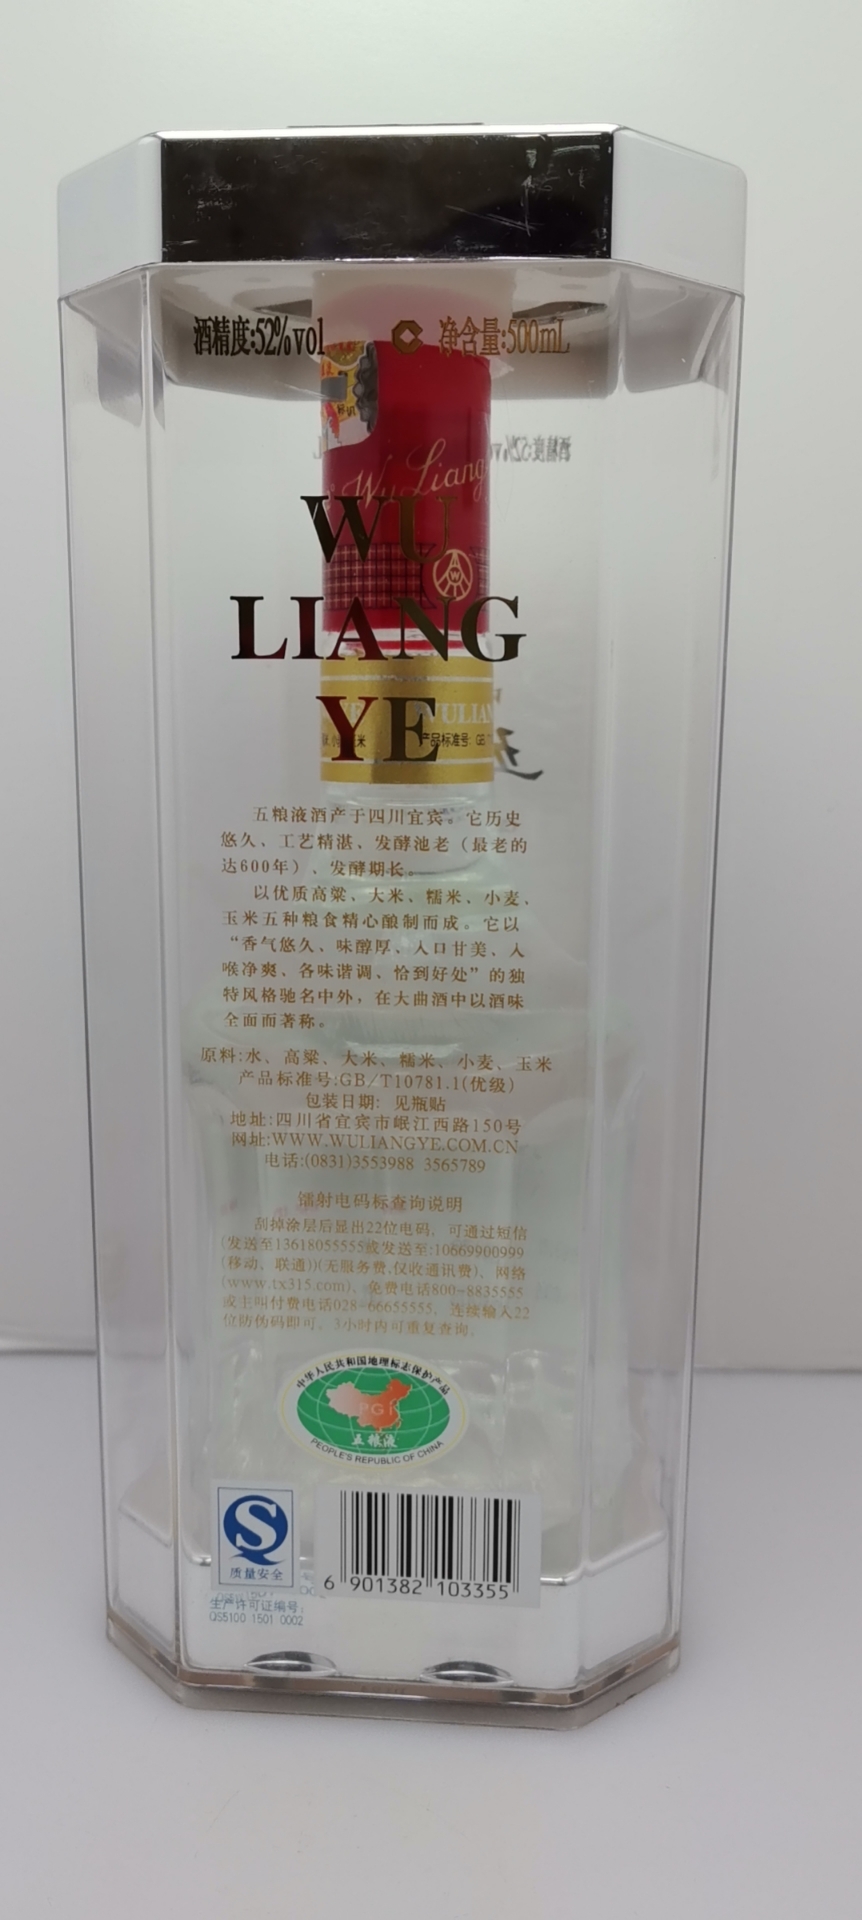 酒精度:52%vol 净含量:500mL
Wu Liang
WU
LIANG
YE
WULIAN
产品标准号: GB/
五粮液酒产于四川宜宾。它历史
悠久、工艺精湛、发酵池老（最老的
达600年）、发酵期长。
以优质高粱、大米、糯米、小麦、
玉米五种粮食精心酿制而成。它以
“香气悠久、味醇厚、入口甘美、入
喉净爽、各味谐调、恰到好处”的独
特风格驰名中外，在大曲酒中以酒味
全面而著称。
原料:水、高粱、大米、糯米、小麦、玉米
产品标准号:GB/T10781.1(优级)
包装日期: 见瓶贴
地址:四川省宜宾市岷江西路150号
网址:WWW.WULIANGYE.COM.CN
电话:(0831)3553988 3565789
镭射电码标查询说明
刮掉涂层后显出22位电码，可通过短信
(发送至13618055555或发送至:10669900999
(移动、联通))(无服务费,仅收通讯费)、网络
(www.tx315.com)、免费电话800-8835555
或主叫付费电话028-66655555，连续输入22
位防伪码即可。3小时内可重复查询。
中华人民共和国地理标志保护产品
PGI
五粮液
PEOPLE'S REPUBLIC OF CHINA
质量安全
生产许可证编号:
QS5100 1501 0002
6 901382 103355